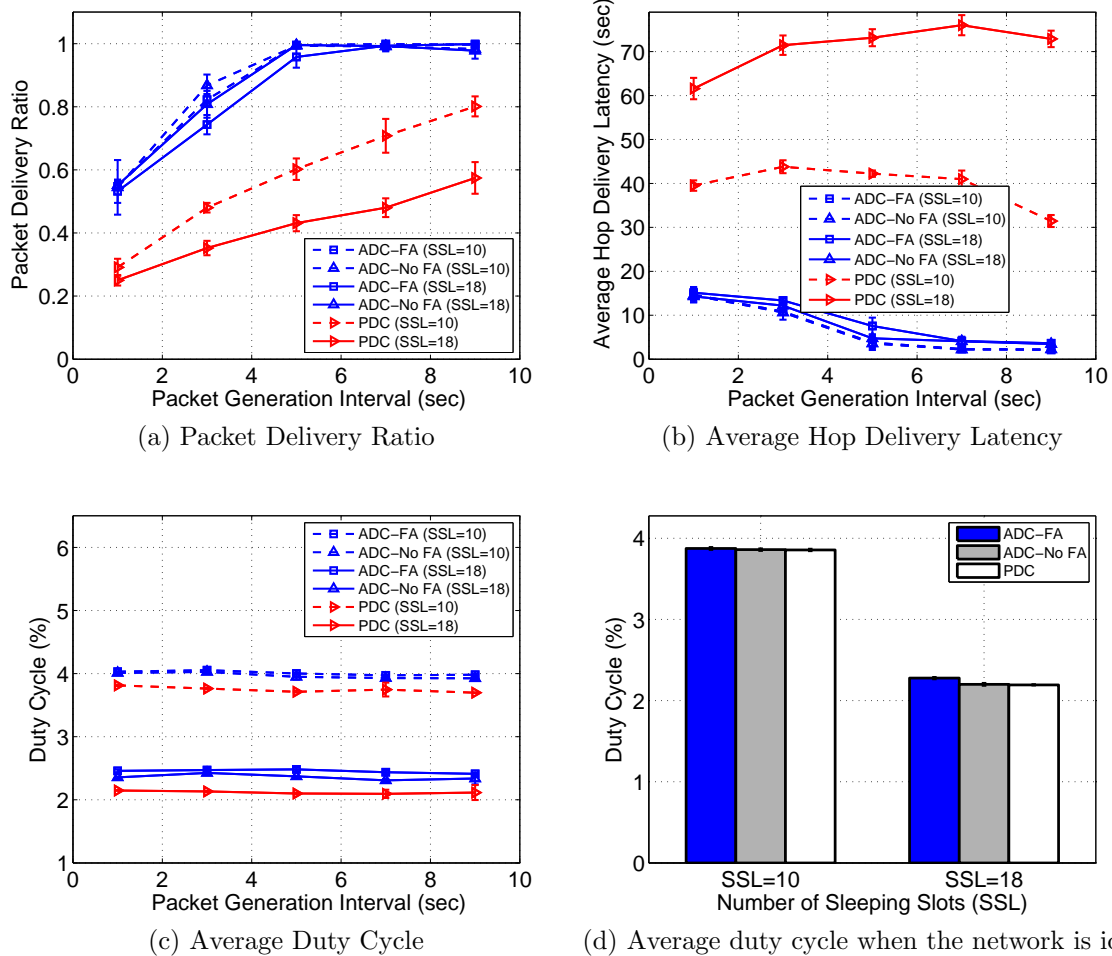 1
0.8
0.6
0.4
0.2
0
0 2 4 6 8 10
Packet Delivery Ratio
Packet Generation Interval (sec)
ADC−FA (SSL=10)
ADC−No FA (SSL=10)
ADC−FA (SSL=18)
ADC−No FA (SSL=18)
PDC (SSL=10)
PDC (SSL=18)
(a) Packet Delivery Ratio
70
60
50
40
30
20
10
0
0 2 4 6 8 10
Average Hop Delivery Latency (sec)
Packet Generation Interval (sec)
ADC−FA (SSL=10)
ADC−No FA (SSL=10)
ADC−FA (SSL=18)
ADC−No FA (SSL=18)
PDC (SSL=10)
PDC (SSL=18)
(b) Average Hop Delivery Latency
6
5
4
3
2
1
0 2 4 6 8 10
Duty Cycle (%)
Packet Generation Interval (sec)
ADC−FA (SSL=10)
ADC−No FA (SSL=10)
ADC−FA (SSL=18)
ADC−No FA (SSL=18)
PDC (SSL=10)
PDC (SSL=18)
(c) Average Duty Cycle
4
3
2
1
0
Duty Cycle (%)
ADC−FA
ADC−No FA
PDC
SSL=10 SSL=18
Number of Sleeping Slots (SSL)
(d) Average duty cycle when the network is